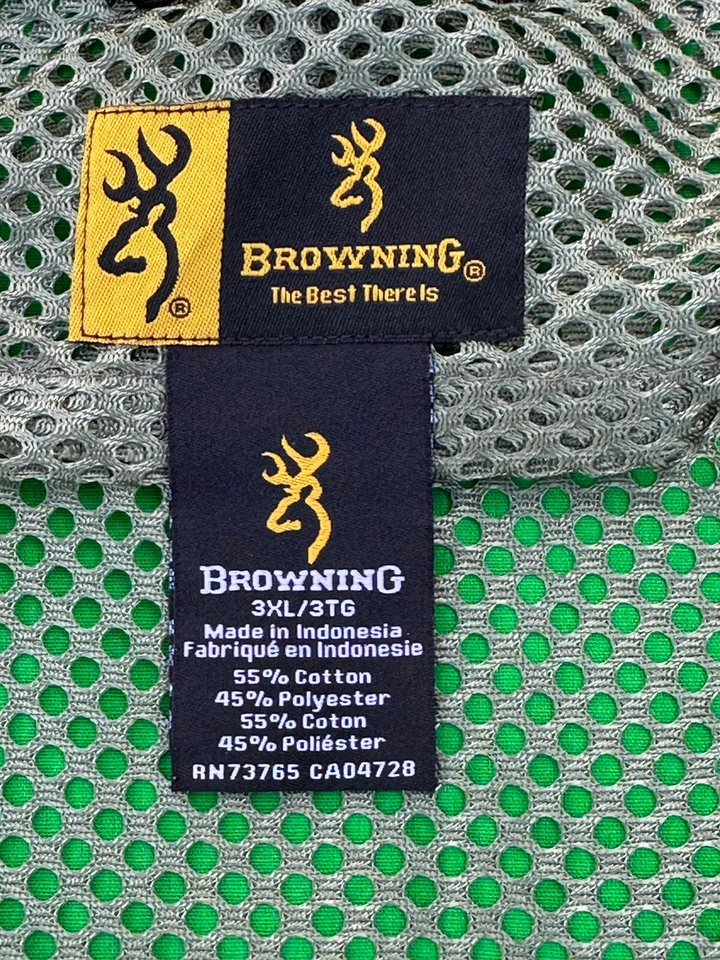 ®
BROWNING®
The Best There Is
BROWNING
3XL/3TG
Made in Indonesia
Fabriqué en Indonesie
55% Cotton
45% Polyester
55% Coton
45% Poliéster
RN73765 CA04728